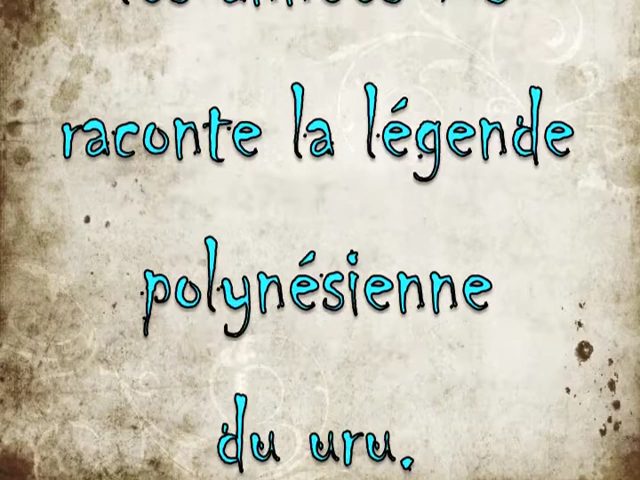 raconte la légende
polynésienne
du uru.